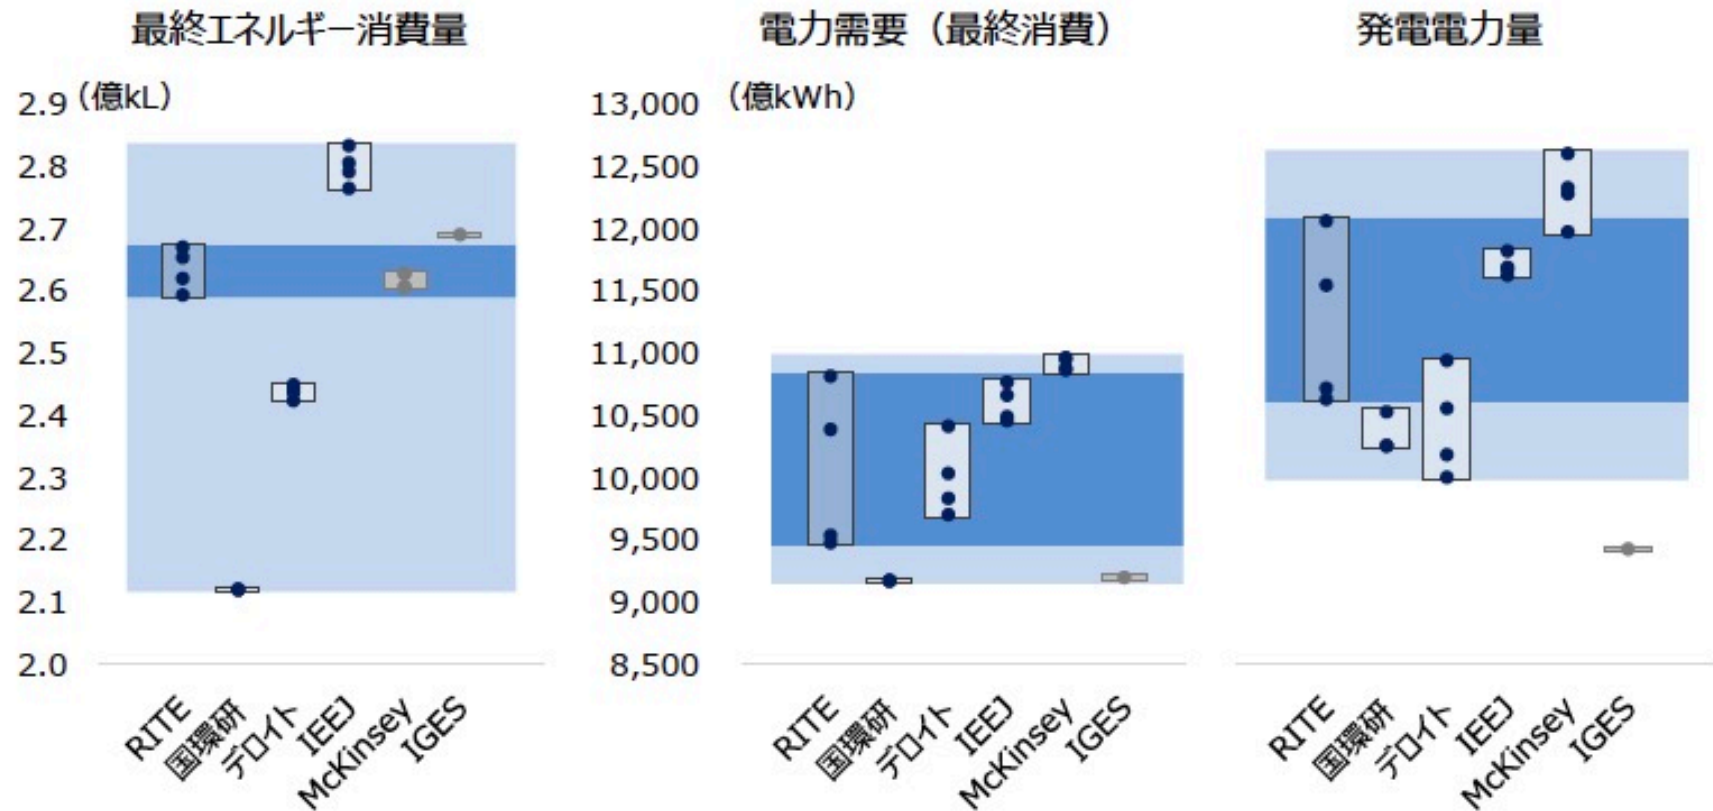 最終エネルギー消費量
(億kL)
2.9
2.8
2.7
2.6
2.5
2.4
2.3
2.2
2.1
2.0
RITE
国環研
デロイト
IEEJ
McKinsey
IGES
電力需要（最終消費）
(億kWh)
13,000
12,500
12,000
11,500
11,000
10,500
10,000
9,500
9,000
8,500
RITE
国環研
デロイト
IEEJ
McKinsey
IGES
発電電力量
RITE
国環研
デロイト
IEEJ
McKinsey
IGES